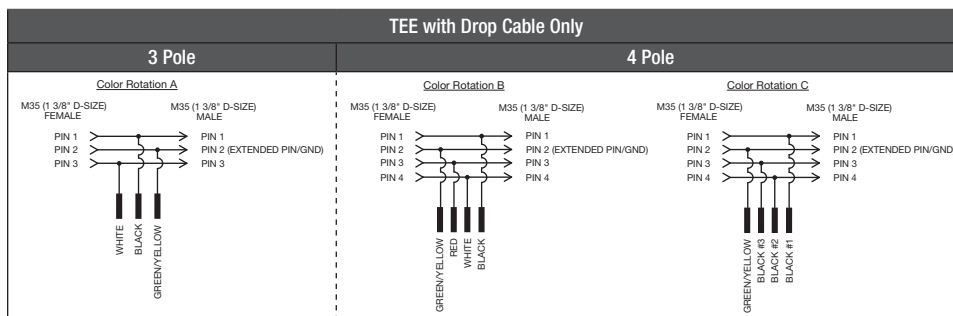 TEE with Drop Cable Only
3 Pole
4 Pole
Color Rotation A
M35 (1 3/8" D-SIZE)
FEMALE
M35 (1 3/8" D-SIZE)
MALE
PIN 1
PIN 1
PIN 2
PIN 2 (EXTENDED PIN/GND)
PIN 3
PIN 3
WHITE
BLACK
GREEN/YELLOW
Color Rotation B
M35 (1 3/8" D-SIZE)
FEMALE
M35 (1 3/8" D-SIZE)
MALE
PIN 1
PIN 1
PIN 2
PIN 2 (EXTENDED PIN/GND)
PIN 3
PIN 3
PIN 4
PIN 4
GREEN/YELLOW
RED
WHITE
BLACK
Color Rotation C
M35 (1 3/8" D-SIZE)
FEMALE
M35 (1 3/8" D-SIZE)
MALE
PIN 1
PIN 1
PIN 2
PIN 2 (EXTENDED PIN/GND)
PIN 3
PIN 3
PIN 4
PIN 4
GREEN/YELLOW
BLACK #3
BLACK #2
BLACK #1